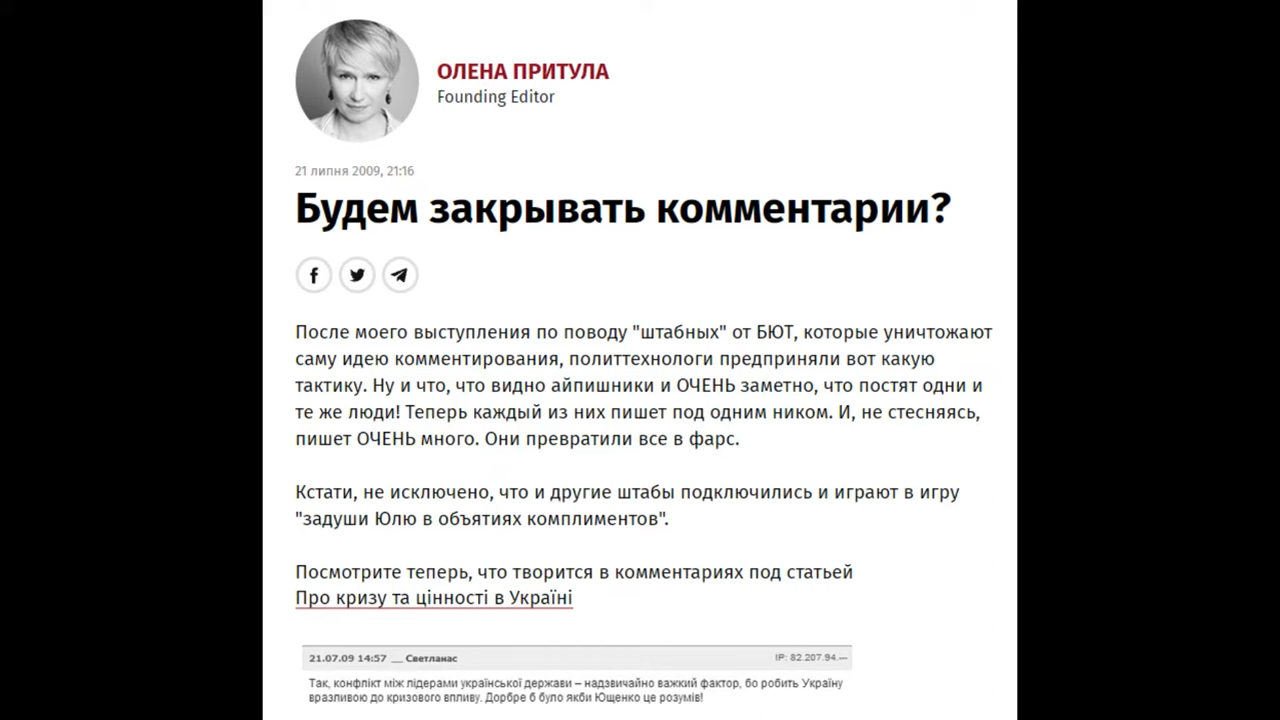 ОЛЕНА ПРИТУЛА
Founding Editor
21 липня 2009, 21:16
Будем закрывать комментарии?
После моего выступления по поводу "штабных" от БЮТ, которые уничтожают
саму идею комментирования, политтехнологи предприняли вот какую
тактику. Ну и что, что видно айпишники и ОЧЕНЬ заметно, что постят одни и
те же люди! Теперь каждый из них пишет под одним ником. И, не стесняясь,
пишет ОЧЕНЬ много. Они превратили все в фарс.
Кстати, не исключено, что и другие штабы подключились и играют в игру
"задуши Юлю в объятиях комплиментов".
Посмотрите теперь, что творится в комментариях под статьей
Про кризу та цінності в Україні
21.07.09 14:57 __ Светланас IP: 82.207.94.---
Так, конфлікт між лідерами української держави – надзвичайно важкий фактор, бо робить Україну
вразливою до кризового впливу. Дорбре б було якби Ющенко це розумів!